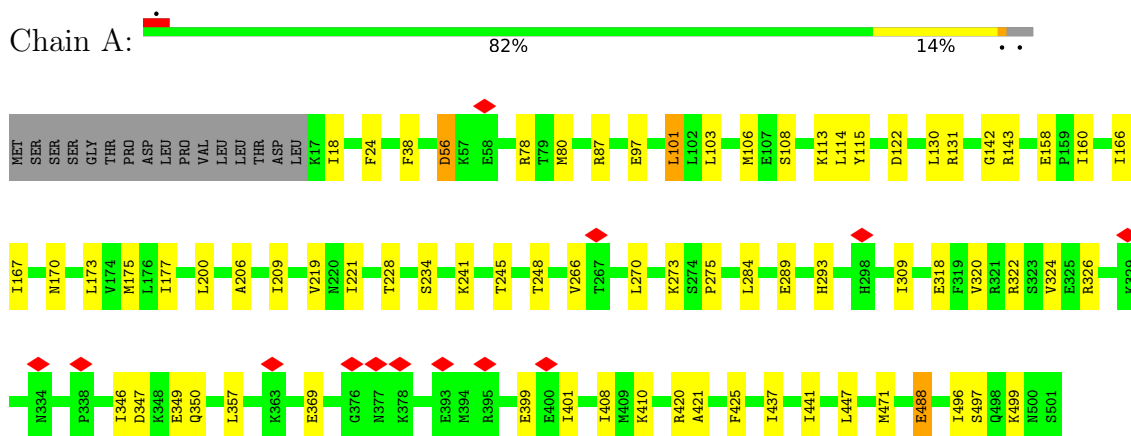 Chain A:
82%
14%
MET SER SER SER GLY THR PRO ASP LEU PRO VAL LEU LEU THR ASP LEU K17 I18 F24 F38 D56 K57 E58 R78 T79 M80 R87 E97 L101 L102 L103 M106 E107 S108 K113 L114 Y115 D122 L130 R131 G142 R143 E158 P159 I160 I166
I167 N170 L173 V174 M175 L176 I177 L200 A206 I209 V219 N220 I221 T228 S234 K241 T245 T248 V266 T267 L270 K273 S274 P275 L284 E289 H293 H298 I309 E318 F319 V320 R321 R322 S323 V324 E325 R326 K329
N334 P338 I346 D347 K348 E349 Q350 L357 K363 E369 G376 N377 K378 E393 M394 R395 E399 E400 I401 I408 M409 K410 R420 A421 F425 I437 I441 L447 M471 E488 I496 S497 Q498 K499 N500 S501